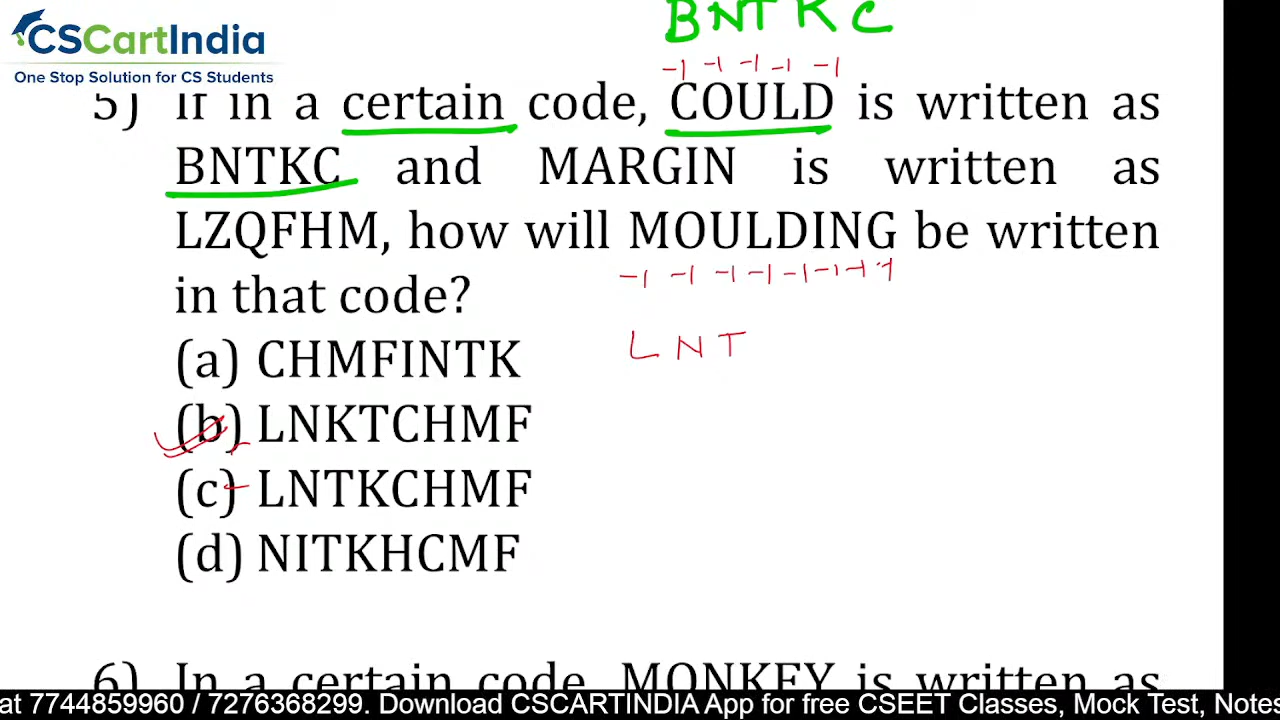 BNTKC
CSCartIndia
One Stop Solution for CS Students
-1 -1 -1 -1 -1
5) If in a certain code, COULD is written as
BNTKC and MARGIN is written as
LZQFHM, how will MOULDING be written
-1 -1 -1 -1 -1 -1 -1 -1
in that code?
LNT
(a) CHMFINTK
(b) LNKTCHMF
(c) LNTKCHMF
(d) NITKHCMF
6) In a certain code, MONKEY is written as
at 7744859960 / 7276368299. Download CSCARTINDIA App for free CSEET Classes, Mock Test, Notes